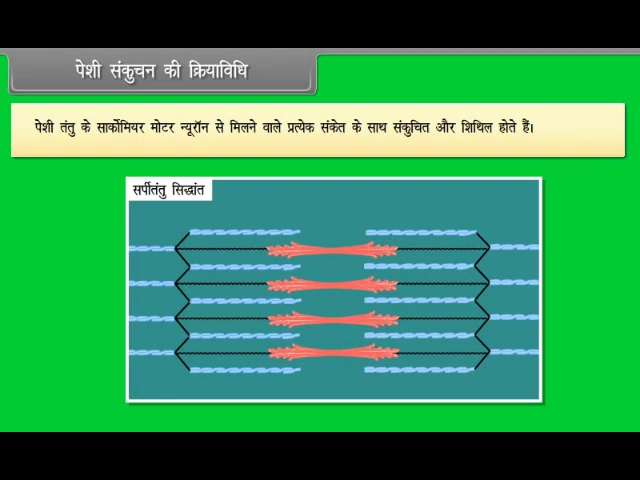 पेशी संकुचन की क्रियाविधि
पेशी तंतु के सार्कोमियर मोटर न्यूरॉन से मिलने वाले प्रत्येक संकेत के साथ संकुचित और शिथिल होते हैं।
सर्पीतंतु सिद्धांत